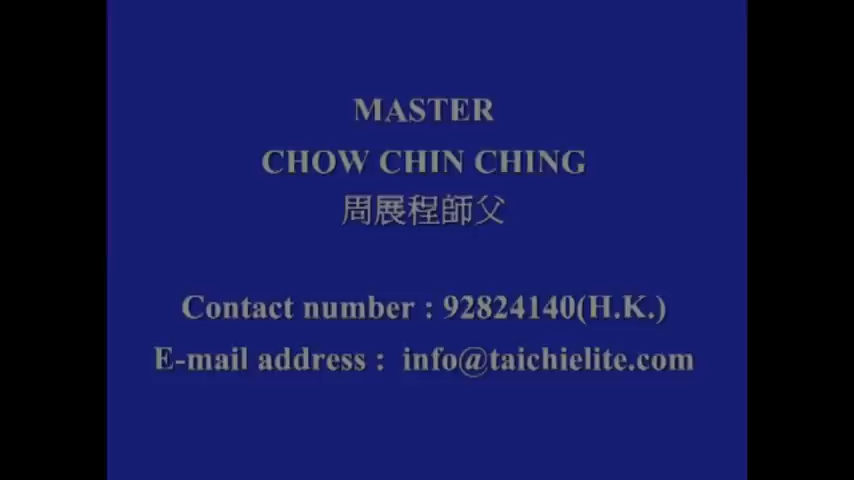 MASTER
CHOW CHIN CHING
周展程師父
Contact number : 92824140(H.K.)
E-mail address :  info@taichielite.com